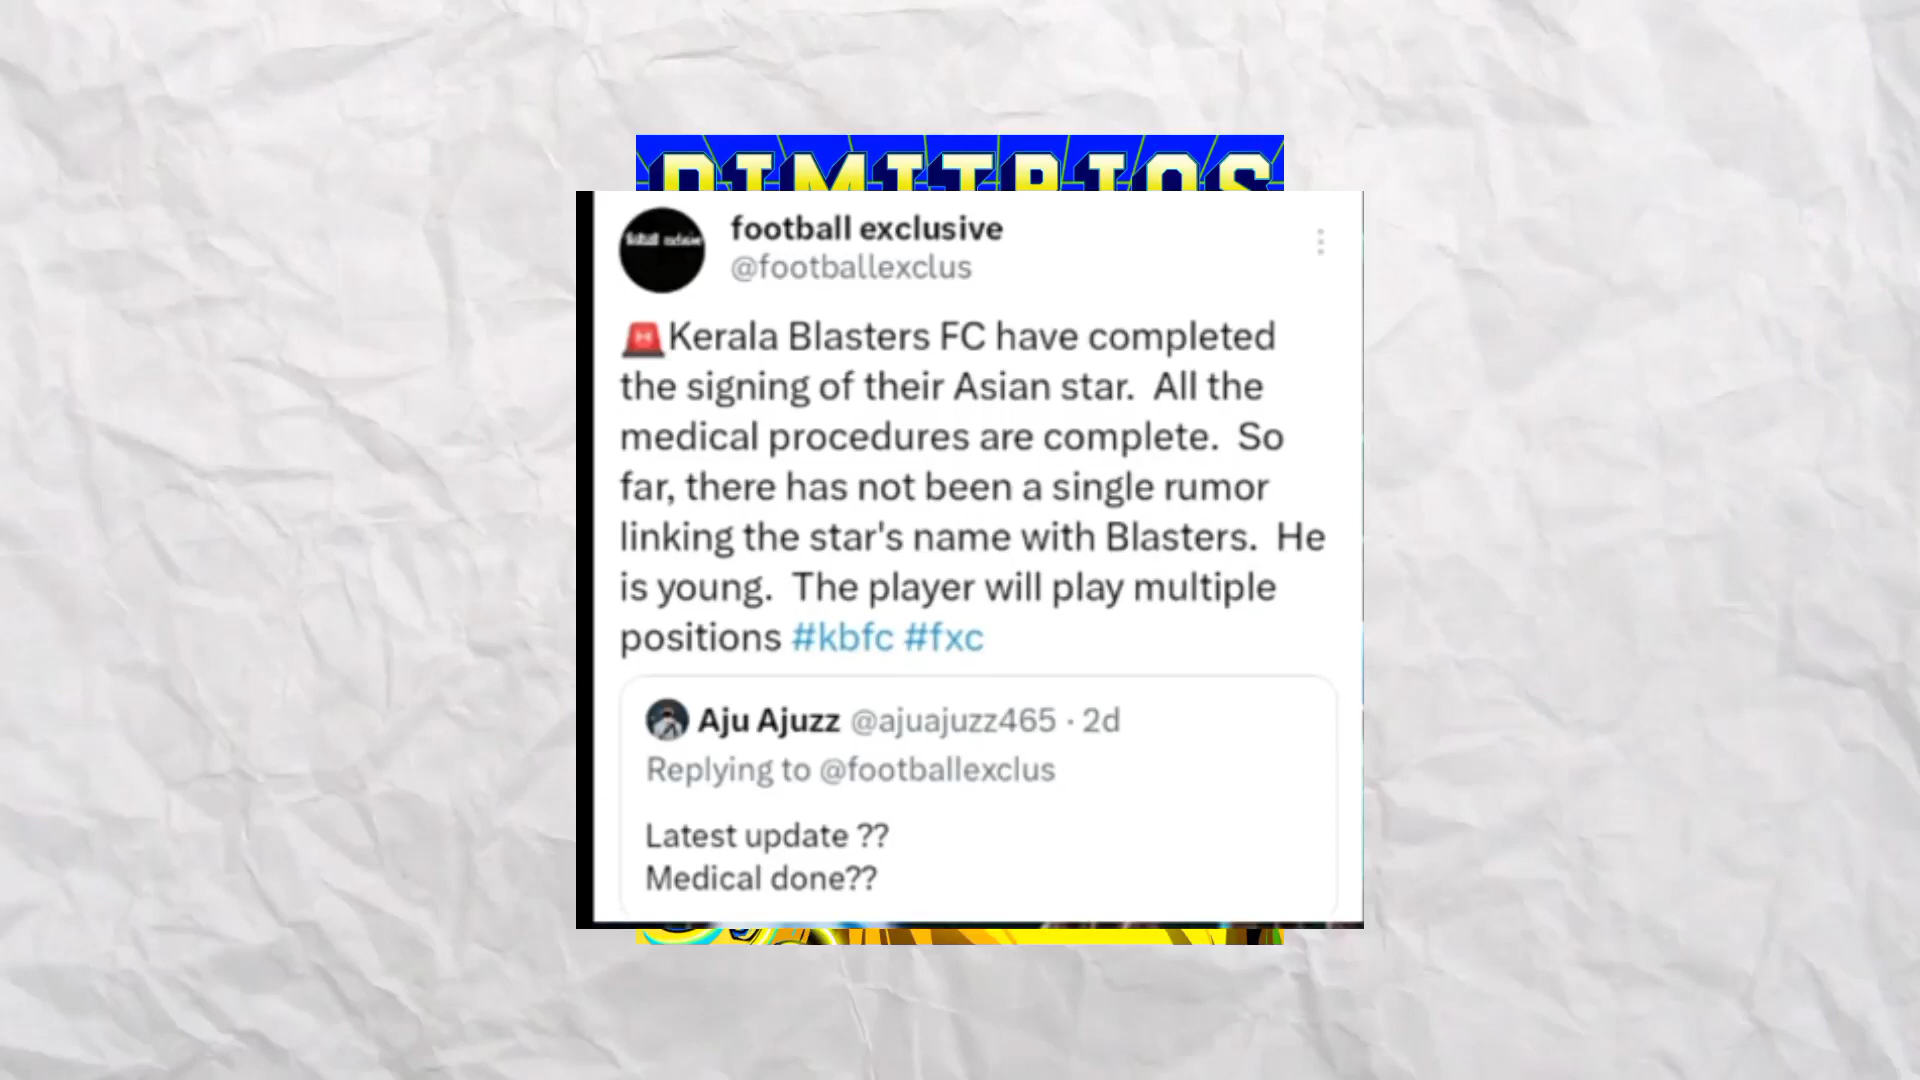 DIMITRIOS
football exclusive
@footballexclus
🚨Kerala Blasters FC have completed
the signing of their Asian star.  All the
medical procedures are complete.  So
far, there has not been a single rumor
linking the star's name with Blasters.  He
is young.  The player will play multiple
positions #kbfc #fxc
Aju Ajuzz @ajuajuzz465 · 2d
Replying to @footballexclus
Latest update ??
Medical done??